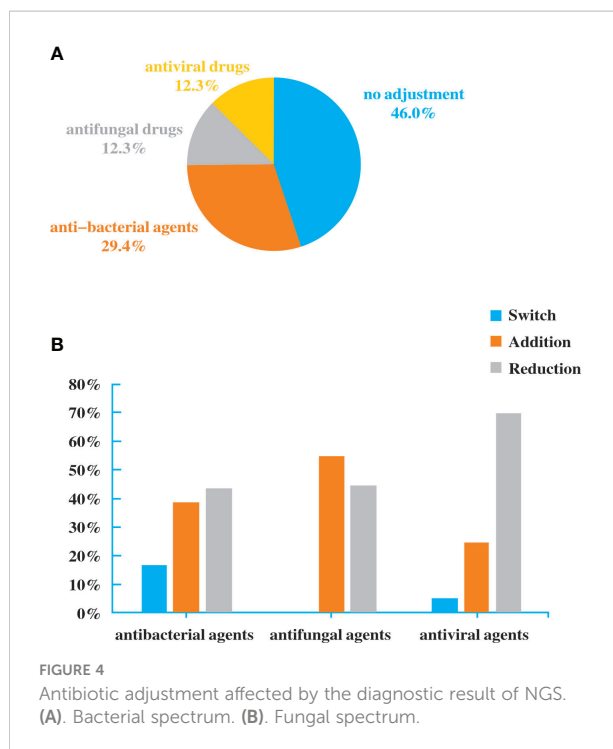 A
antiviral drugs
12.3%
no adjustment
46.0%
antifungal drugs
12.3%
anti−bacterial agents
29.4%
Switch
Addition
Reduction
B
80%
70%
60%
50%
40%
30%
20%
10%
0%
antibacterial agents antifungal agents antiviral agents
FIGURE 4
Antibiotic adjustment affected by the diagnostic result of NGS.
(A). Bacterial spectrum. (B). Fungal spectrum.